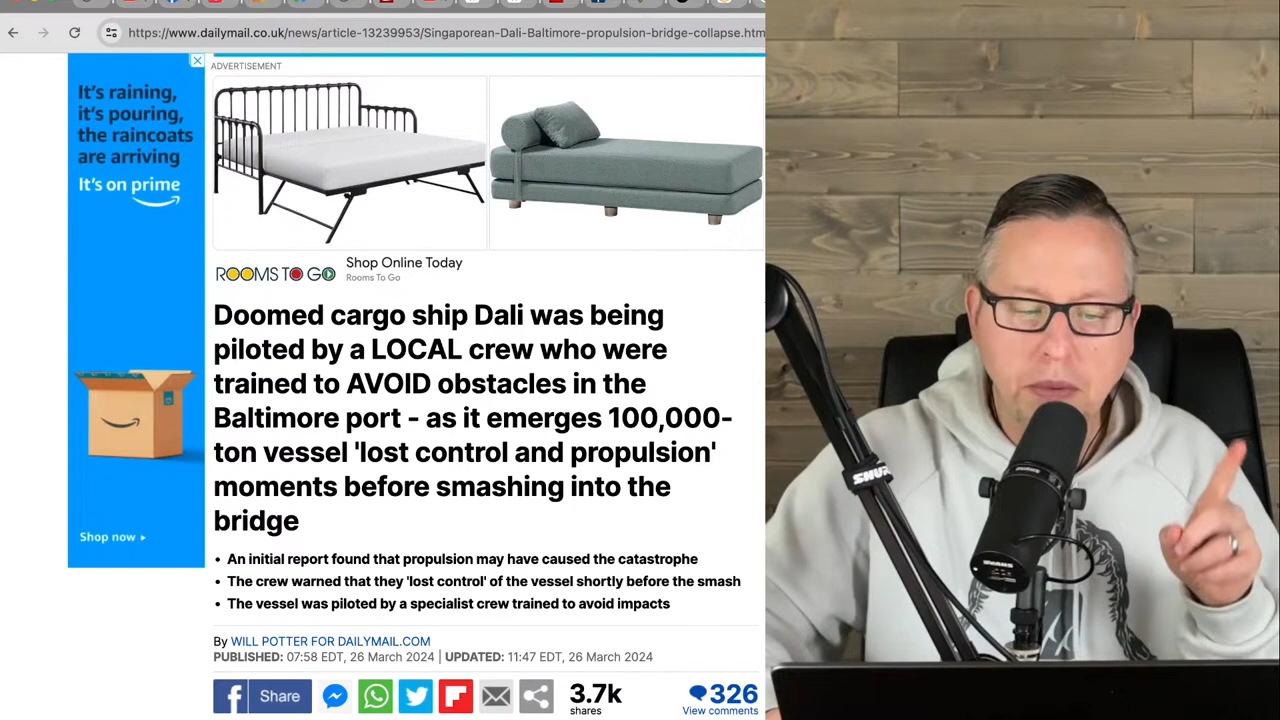 https://www.dailymail.co.uk/news/article-13239953/Singaporean-Dali-Baltimore-propulsion-bridge-collapse.htm
ADVERTISEMENT
It's raining,
it's pouring,
the raincoats
are arriving
It's on prime
Shop now
ROOMS TO GO
Shop Online Today
Rooms To Go
Doomed cargo ship Dali was being
piloted by a LOCAL crew who were
trained to AVOID obstacles in the
Baltimore port - as it emerges 100,000-
ton vessel 'lost control and propulsion'
moments before smashing into the
bridge
• An initial report found that propulsion may have caused the catastrophe
• The crew warned that they 'lost control' of the vessel shortly before the smash
• The vessel was piloted by a specialist crew trained to avoid impacts
By WILL POTTER FOR DAILYMAIL.COM
PUBLISHED: 07:58 EDT, 26 March 2024 | UPDATED: 11:47 EDT, 26 March 2024
Share
3.7k
shares
326
View comments
SHURE